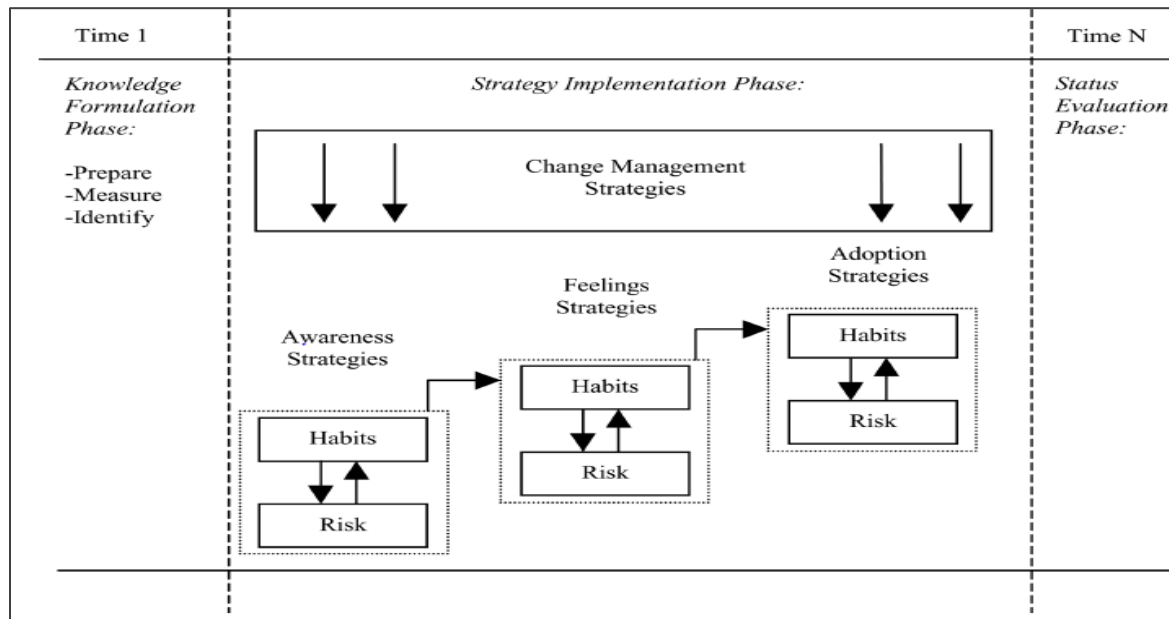 Time 1
Time N
Knowledge
Formulation
Phase:
-Prepare
-Measure
-Identify
Strategy Implementation Phase:
Status
Evaluation
Phase:
Change Management
Strategies
Awareness
Strategies
Habits
Risk
Feelings
Strategies
Habits
Risk
Adoption
Strategies
Habits
Risk